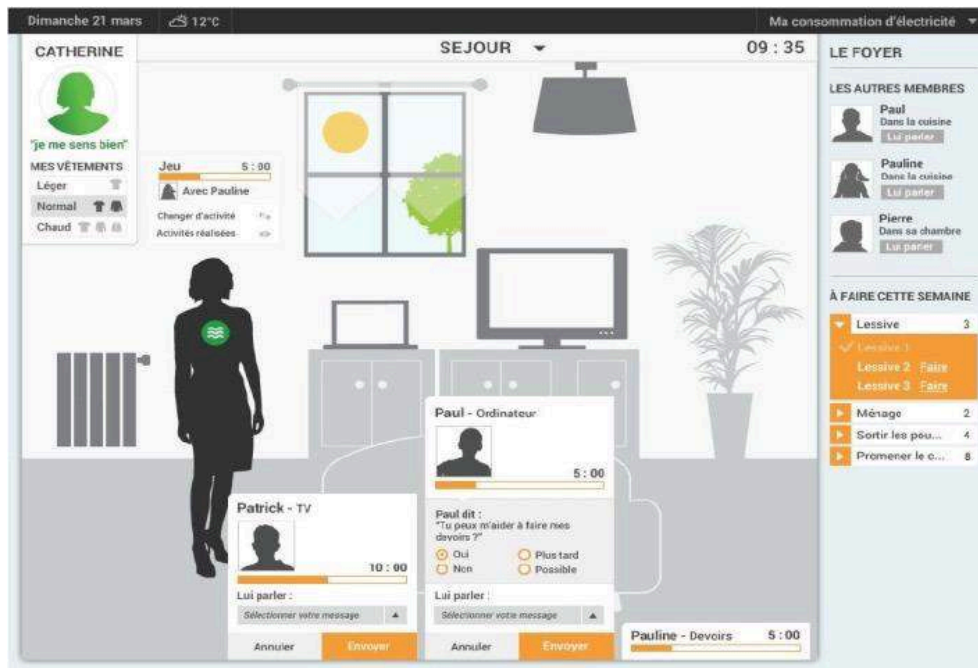 Dimanche 21 mars
12°C
Ma consommation d'électricité
CATHERINE
"je me sens bien"
MES VÊTEMENTS
Léger
Normal
Chaud
SEJOUR
09 : 35
Jeu 5 : 00
Avec Pauline
Changer d'activité
Activités réalisées
Patrick - TV
10 : 00
Lui parler :
Sélectionner votre message
Annuler Envoyer
Paul - Ordinateur
5 : 00
Paul dit :
"Tu peux m'aider à faire mes
devoirs ?"
Oui Plus tard
Non Possible
Lui parler :
Sélectionner votre message
Annuler Envoyer
Pauline - Devoirs 5 : 00
LE FOYER
LES AUTRES MEMBRES
Paul
Dans la cuisine
Lui parler
Pauline
Dans la cuisine
Lui parler
Pierre
Dans sa chambre
Lui parler
À FAIRE CETTE SEMAINE
Lessive 3
Lessive 1
Lessive 2 Faire
Lessive 3 Faire
Ménage 2
Sortir les pou... 4
Promener le c... 8